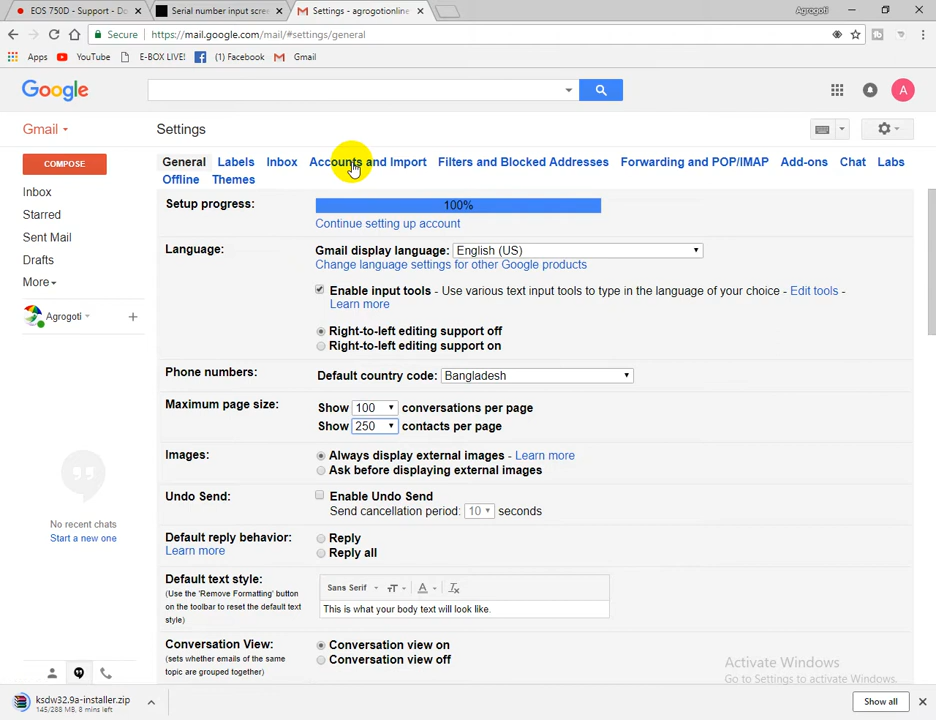 EOS 750D - Support - D
Serial number input scre
Settings - agrogotionline
Agrogoti
Secure
https://mail.google.com/mail/#settings/general
Apps
YouTube
E-BOX LIVE!
(1) Facebook
Gmail
Google
A
Gmail
Settings
COMPOSE
General
Labels
Inbox
Accounts and Import
Filters and Blocked Addresses
Forwarding and POP/IMAP
Add-ons
Chat
Labs
Offline
Themes
Inbox
Starred
Sent Mail
Drafts
More
Agrogoti
Setup progress:
100%
Continue setting up account
Language:
Gmail display language: English (US)
Change language settings for other Google products
Enable input tools - Use various text input tools to type in the language of your choice - Edit tools -
Learn more
Right-to-left editing support off
Right-to-left editing support on
Phone numbers:
Default country code: Bangladesh
Maximum page size:
Show 100 conversations per page
Show 250 contacts per page
Images:
Always display external images - Learn more
Ask before displaying external images
Undo Send:
Enable Undo Send
Send cancellation period: 10 seconds
Default reply behavior:
Learn more
Reply
Reply all
Default text style:
(Use the 'Remove Formatting' button
on the toolbar to reset the default text
style)
Sans Serif
This is what your body text will look like.
Conversation View:
(sets whether emails of the same
topic are grouped together)
Conversation view on
Conversation view off
No recent chats
Start a new one
Activate Windows
Go to Settings to activate Windows.
ksdw32.9a-installer.zip
145/288 MB, 8 mins left
Show all